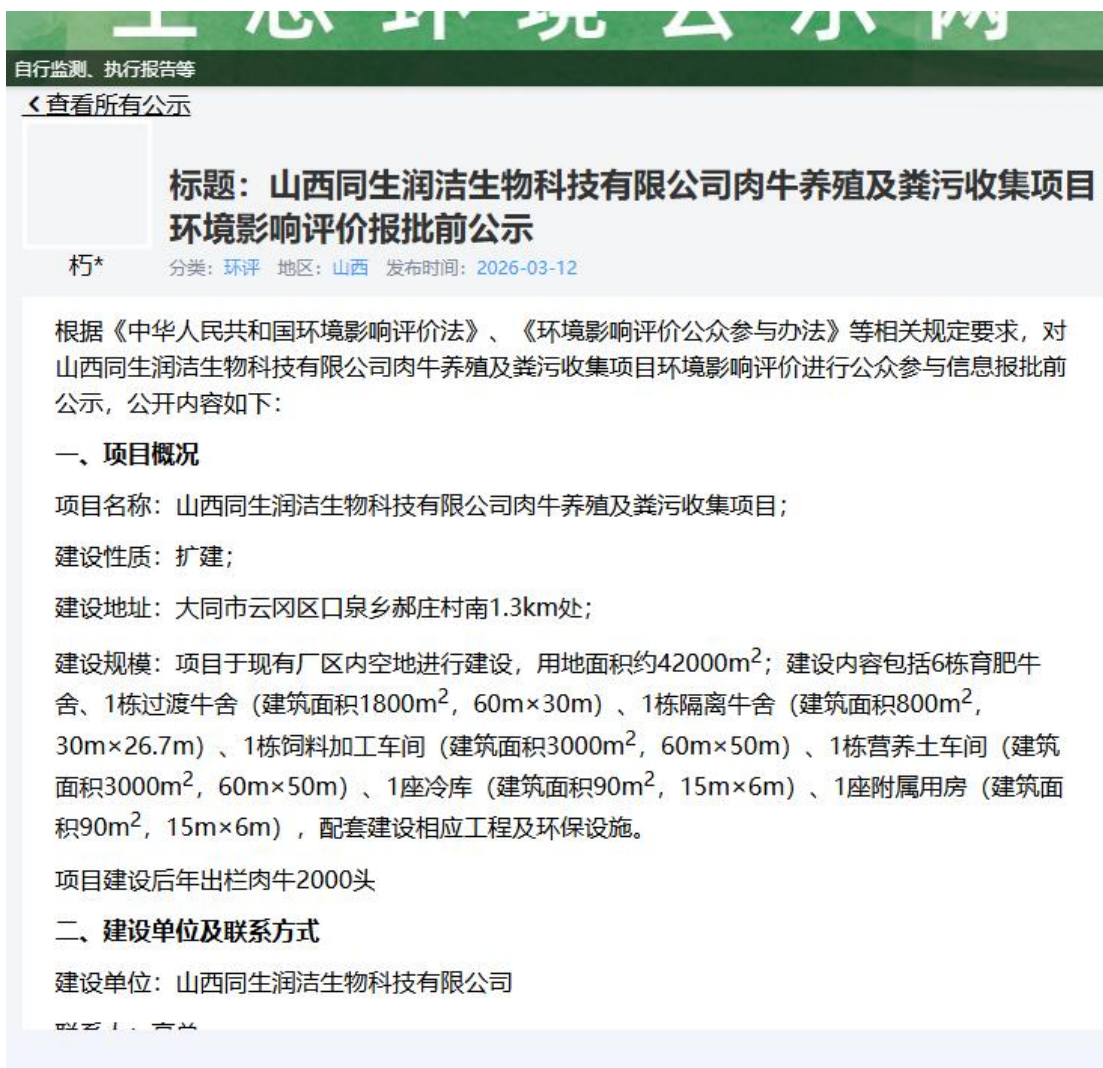 生态环境公示网
自行监测、执行报告等
查看所有公示
标题：山西同生润洁生物科技有限公司肉牛养殖及粪污收集项目
环境影响评价报批前公示
朽*
分类：环评 地区：山西 发布时间：2026-03-12
根据《中华人民共和国环境影响评价法》、《环境影响评价公众参与办法》等相关规定要求，对
山西同生润洁生物科技有限公司肉牛养殖及粪污收集项目环境影响评价进行公众参与信息报批前
公示，公开内容如下：
一、项目概况
项目名称：山西同生润洁生物科技有限公司肉牛养殖及粪污收集项目；
建设性质：扩建；
建设地址：大同市云冈区口泉乡郝庄村南1.3km处；
建设规模：项目于现有厂区内空地进行建设，用地面积约42000m²；建设内容包括6栋育肥牛
舍、1栋过渡牛舍（建筑面积1800m²，60m×30m）、1栋隔离牛舍（建筑面积800m²，
30m×26.7m）、1栋饲料加工车间（建筑面积3000m²，60m×50m）、1栋营养土车间（建筑
面积3000m²，60m×50m）、1座冷库（建筑面积90m²，15m×6m）、1座附属用房（建筑面
积90m²，15m×6m），配套建设相应工程及环保设施。
项目建设后年出栏肉牛2000头
二、建设单位及联系方式
建设单位：山西同生润洁生物科技有限公司
联系人：